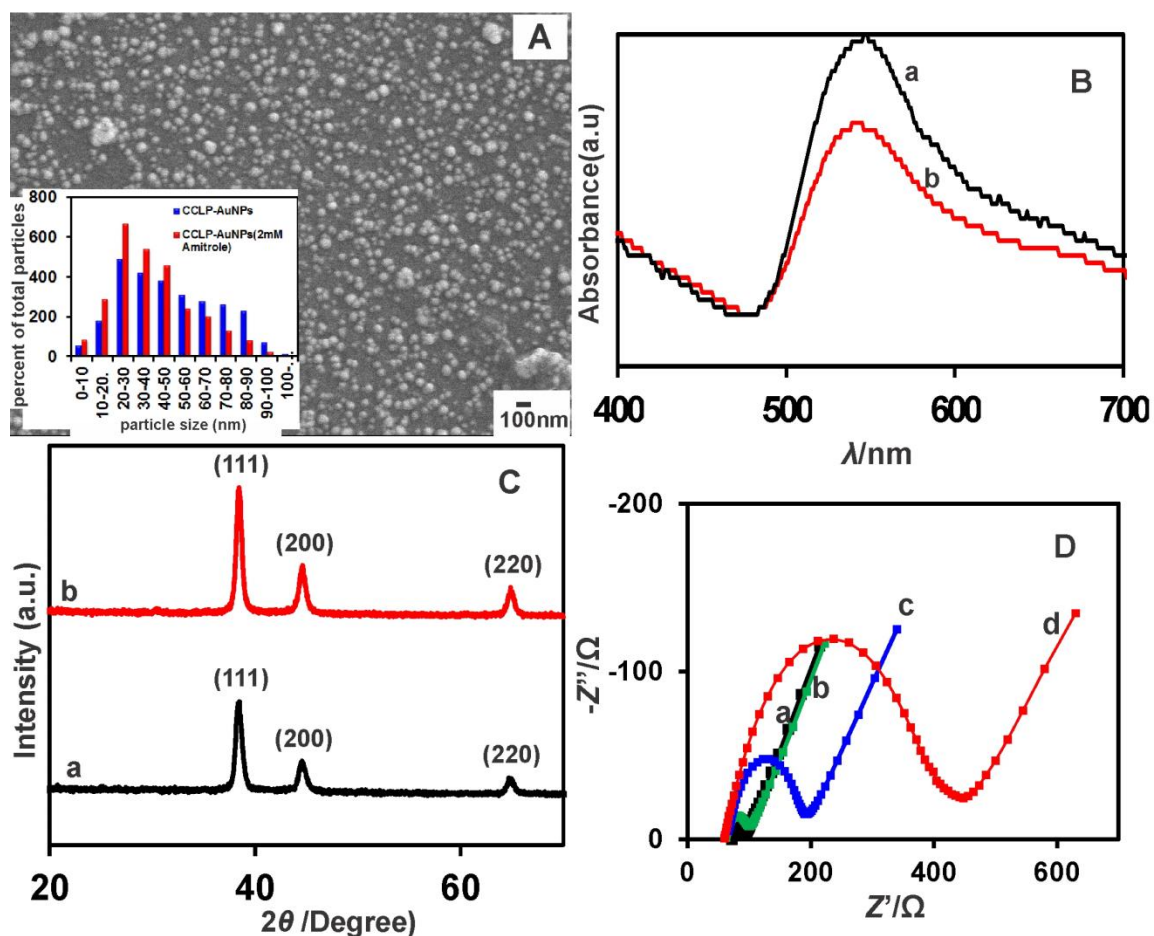 A
800
600
400
200
0
percent of total particles
CCLP-AuNPs
CCLP-AuNPs(2mM
Amitrole)
0-10
10-20.
20-30
30-40
40-50
50-60
60-70
70-80
80-90
90-100
100-...
particle size (nm)
100nm
B
a
b
Absorbance(a.u)
400
500
600
700
λ/nm
C
(111)
(200)
(220)
b
(111)
(200)
(220)
a
Intensity (a.u.)
20
40
60
2θ /Degree)
D
-200
-100
0
-Z''/Ω
a
b
c
d
0
200
400
600
Z'/Ω